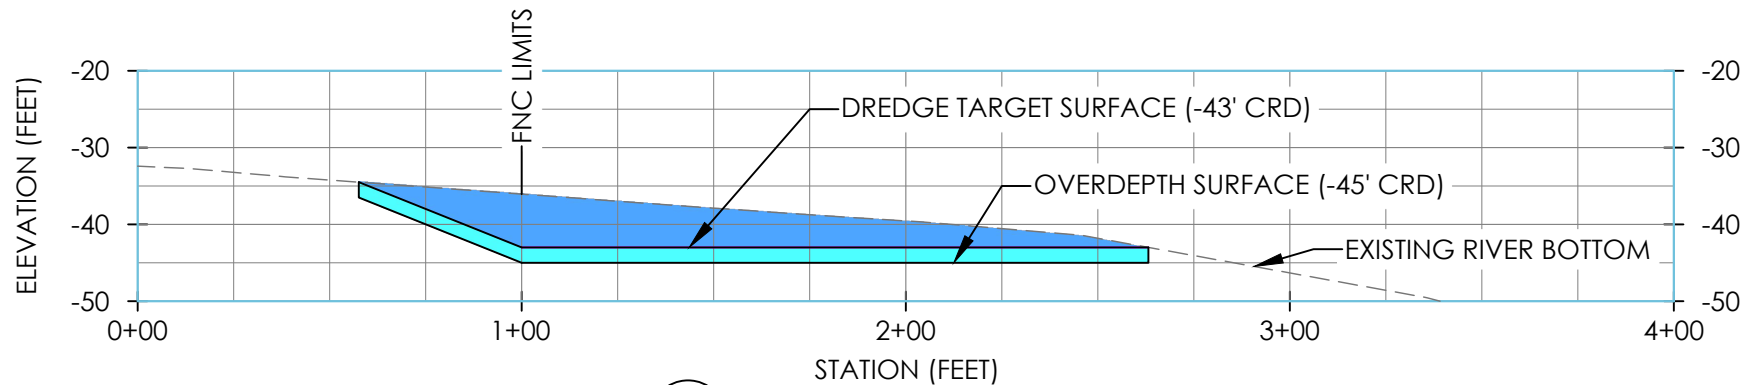 FNC LIMITS
ELEVATION (FEET)
-20
-20
DREDGE TARGET SURFACE (-43' CRD)
-30
-30
OVERDEPTH SURFACE (-45' CRD)
-40
-40
EXISTING RIVER BOTTOM
-50
-50
0+00
1+00
2+00
3+00
4+00
STATION (FEET)